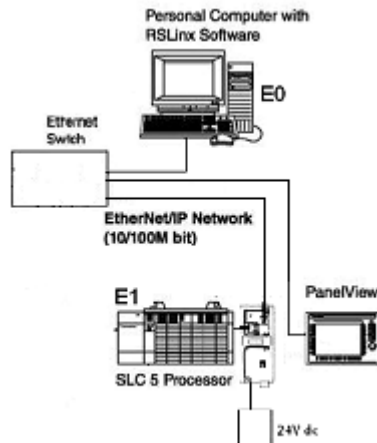 Personal Computer with
RSLinx Software
E0
Ethernet
Switch
EtherNet/IP Network
(10/100M bit)
E1
PanelView
SLC 5 Processor
24V dc